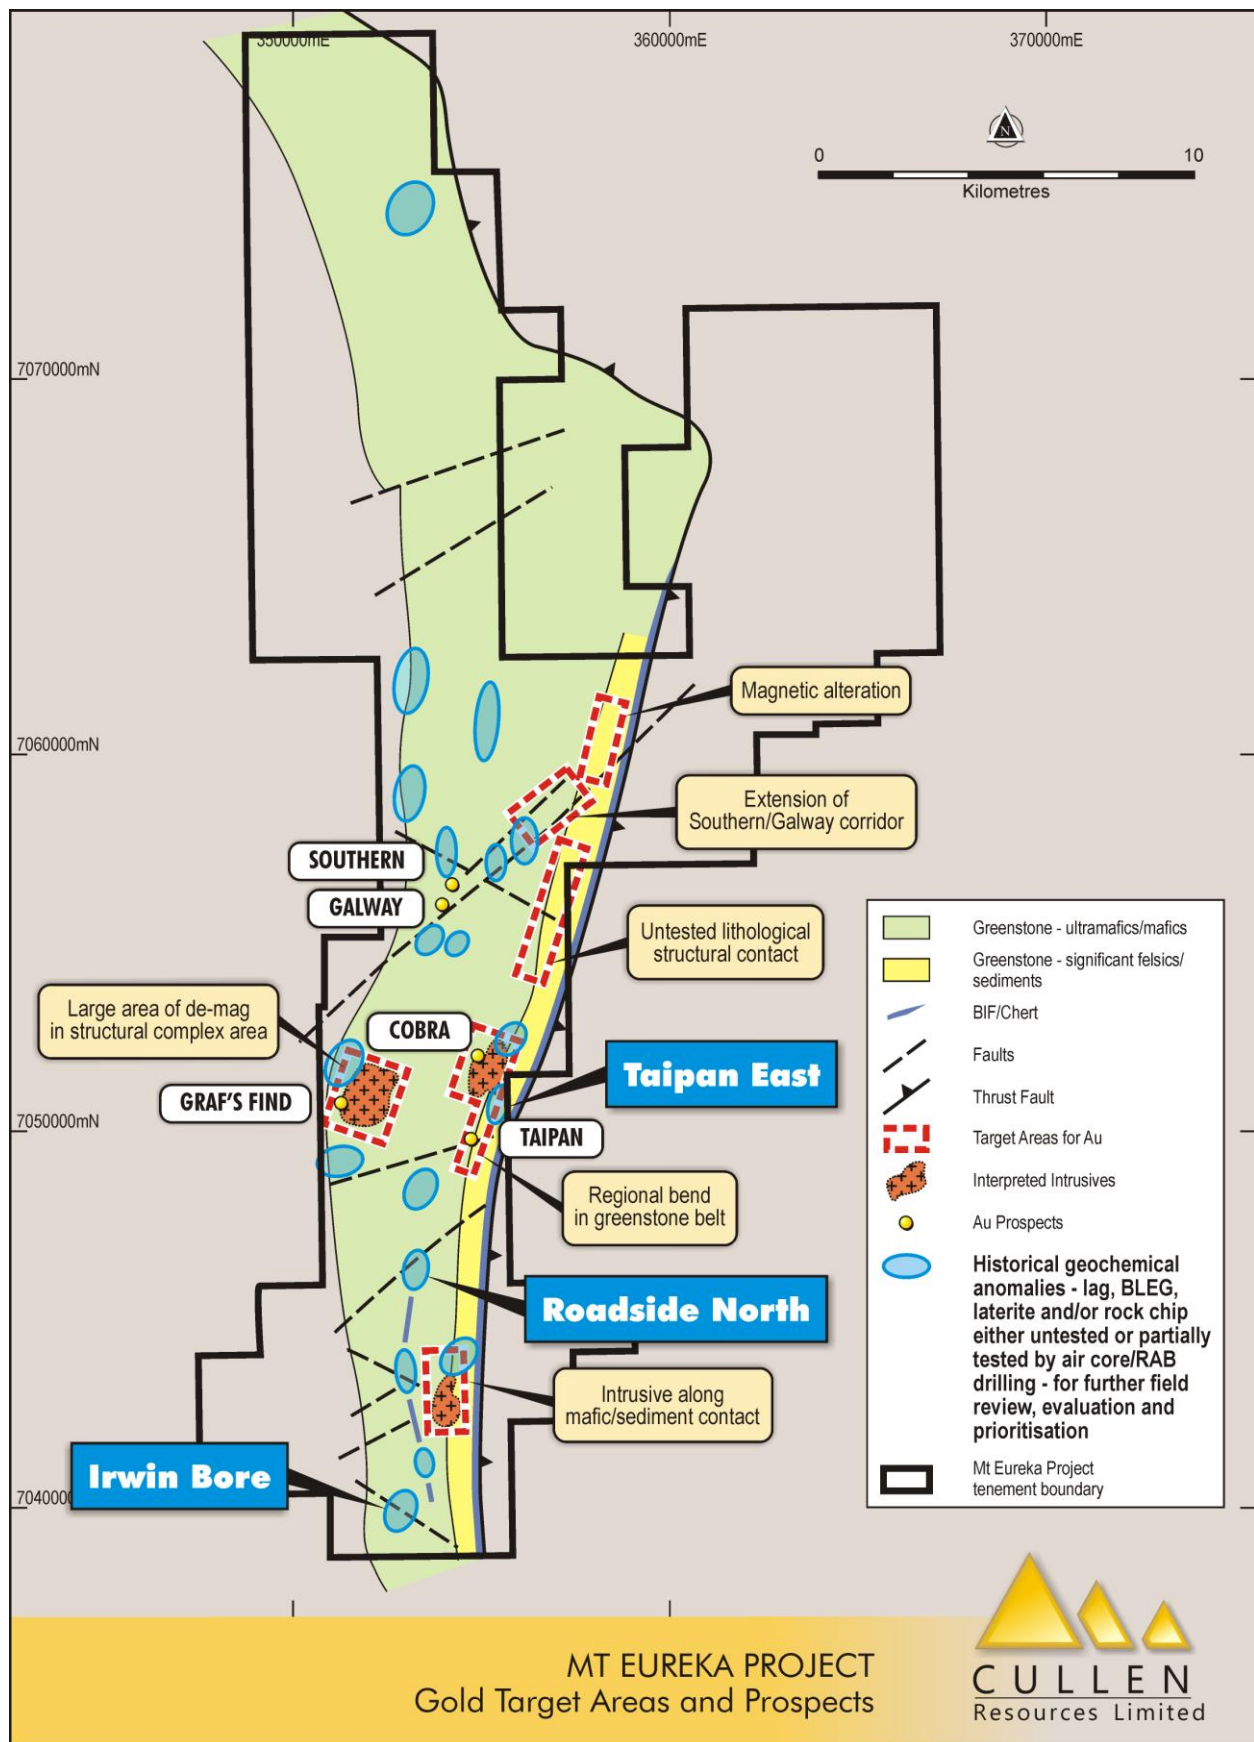 350000mE
360000mE
370000mE
N
0
10
Kilometres
7070000mN
Magnetic alteration
7060000mN
Extension of
Southern/Galway corridor
SOUTHERN
GALWAY
Untested lithological
structural contact
Large area of de-mag
in structural complex area
COBRA
Taipan East
GRAF'S FIND
7050000mN
TAIPAN
Regional bend
in greenstone belt
Roadside North
Intrusive along
mafic/sediment contact
Irwin Bore
7040000
Greenstone - ultramafics/mafics
Greenstone - significant felsics/
sediments
BIF/Chert
Faults
Thrust Fault
Target Areas for Au
Interpreted Intrusives
Au Prospects
Historical geochemical
anomalies - lag, BLEG,
laterite and/or rock chip
either untested or partially
tested by air core/RAB
drilling - for further field
review, evaluation and
prioritisation
Mt Eureka Project
tenement boundary
MT EUREKA PROJECT
Gold Target Areas and Prospects
CULLEN
Resources Limited